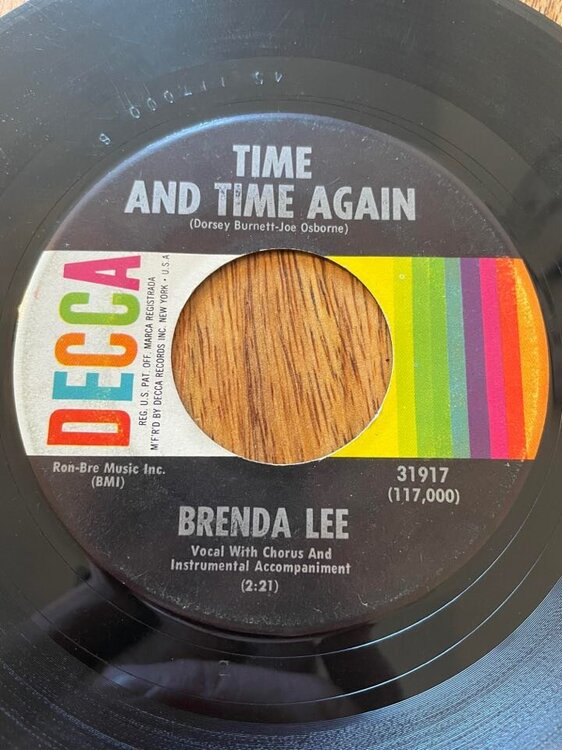 TIME
AND TIME AGAIN
(Dorsey Burnett-Joe Osborne)
DECCA
REG. U.S. PAT. OFF. MARCA REGISTRADA
M'F'R'D BY DECCA RECORDS INC. NEW YORK • U.S.A
Ron-Bre Music Inc.
(BMI)
31917
(117,000)
BRENDA LEE
Vocal With Chorus And
Instrumental Accompaniment
(2:21)